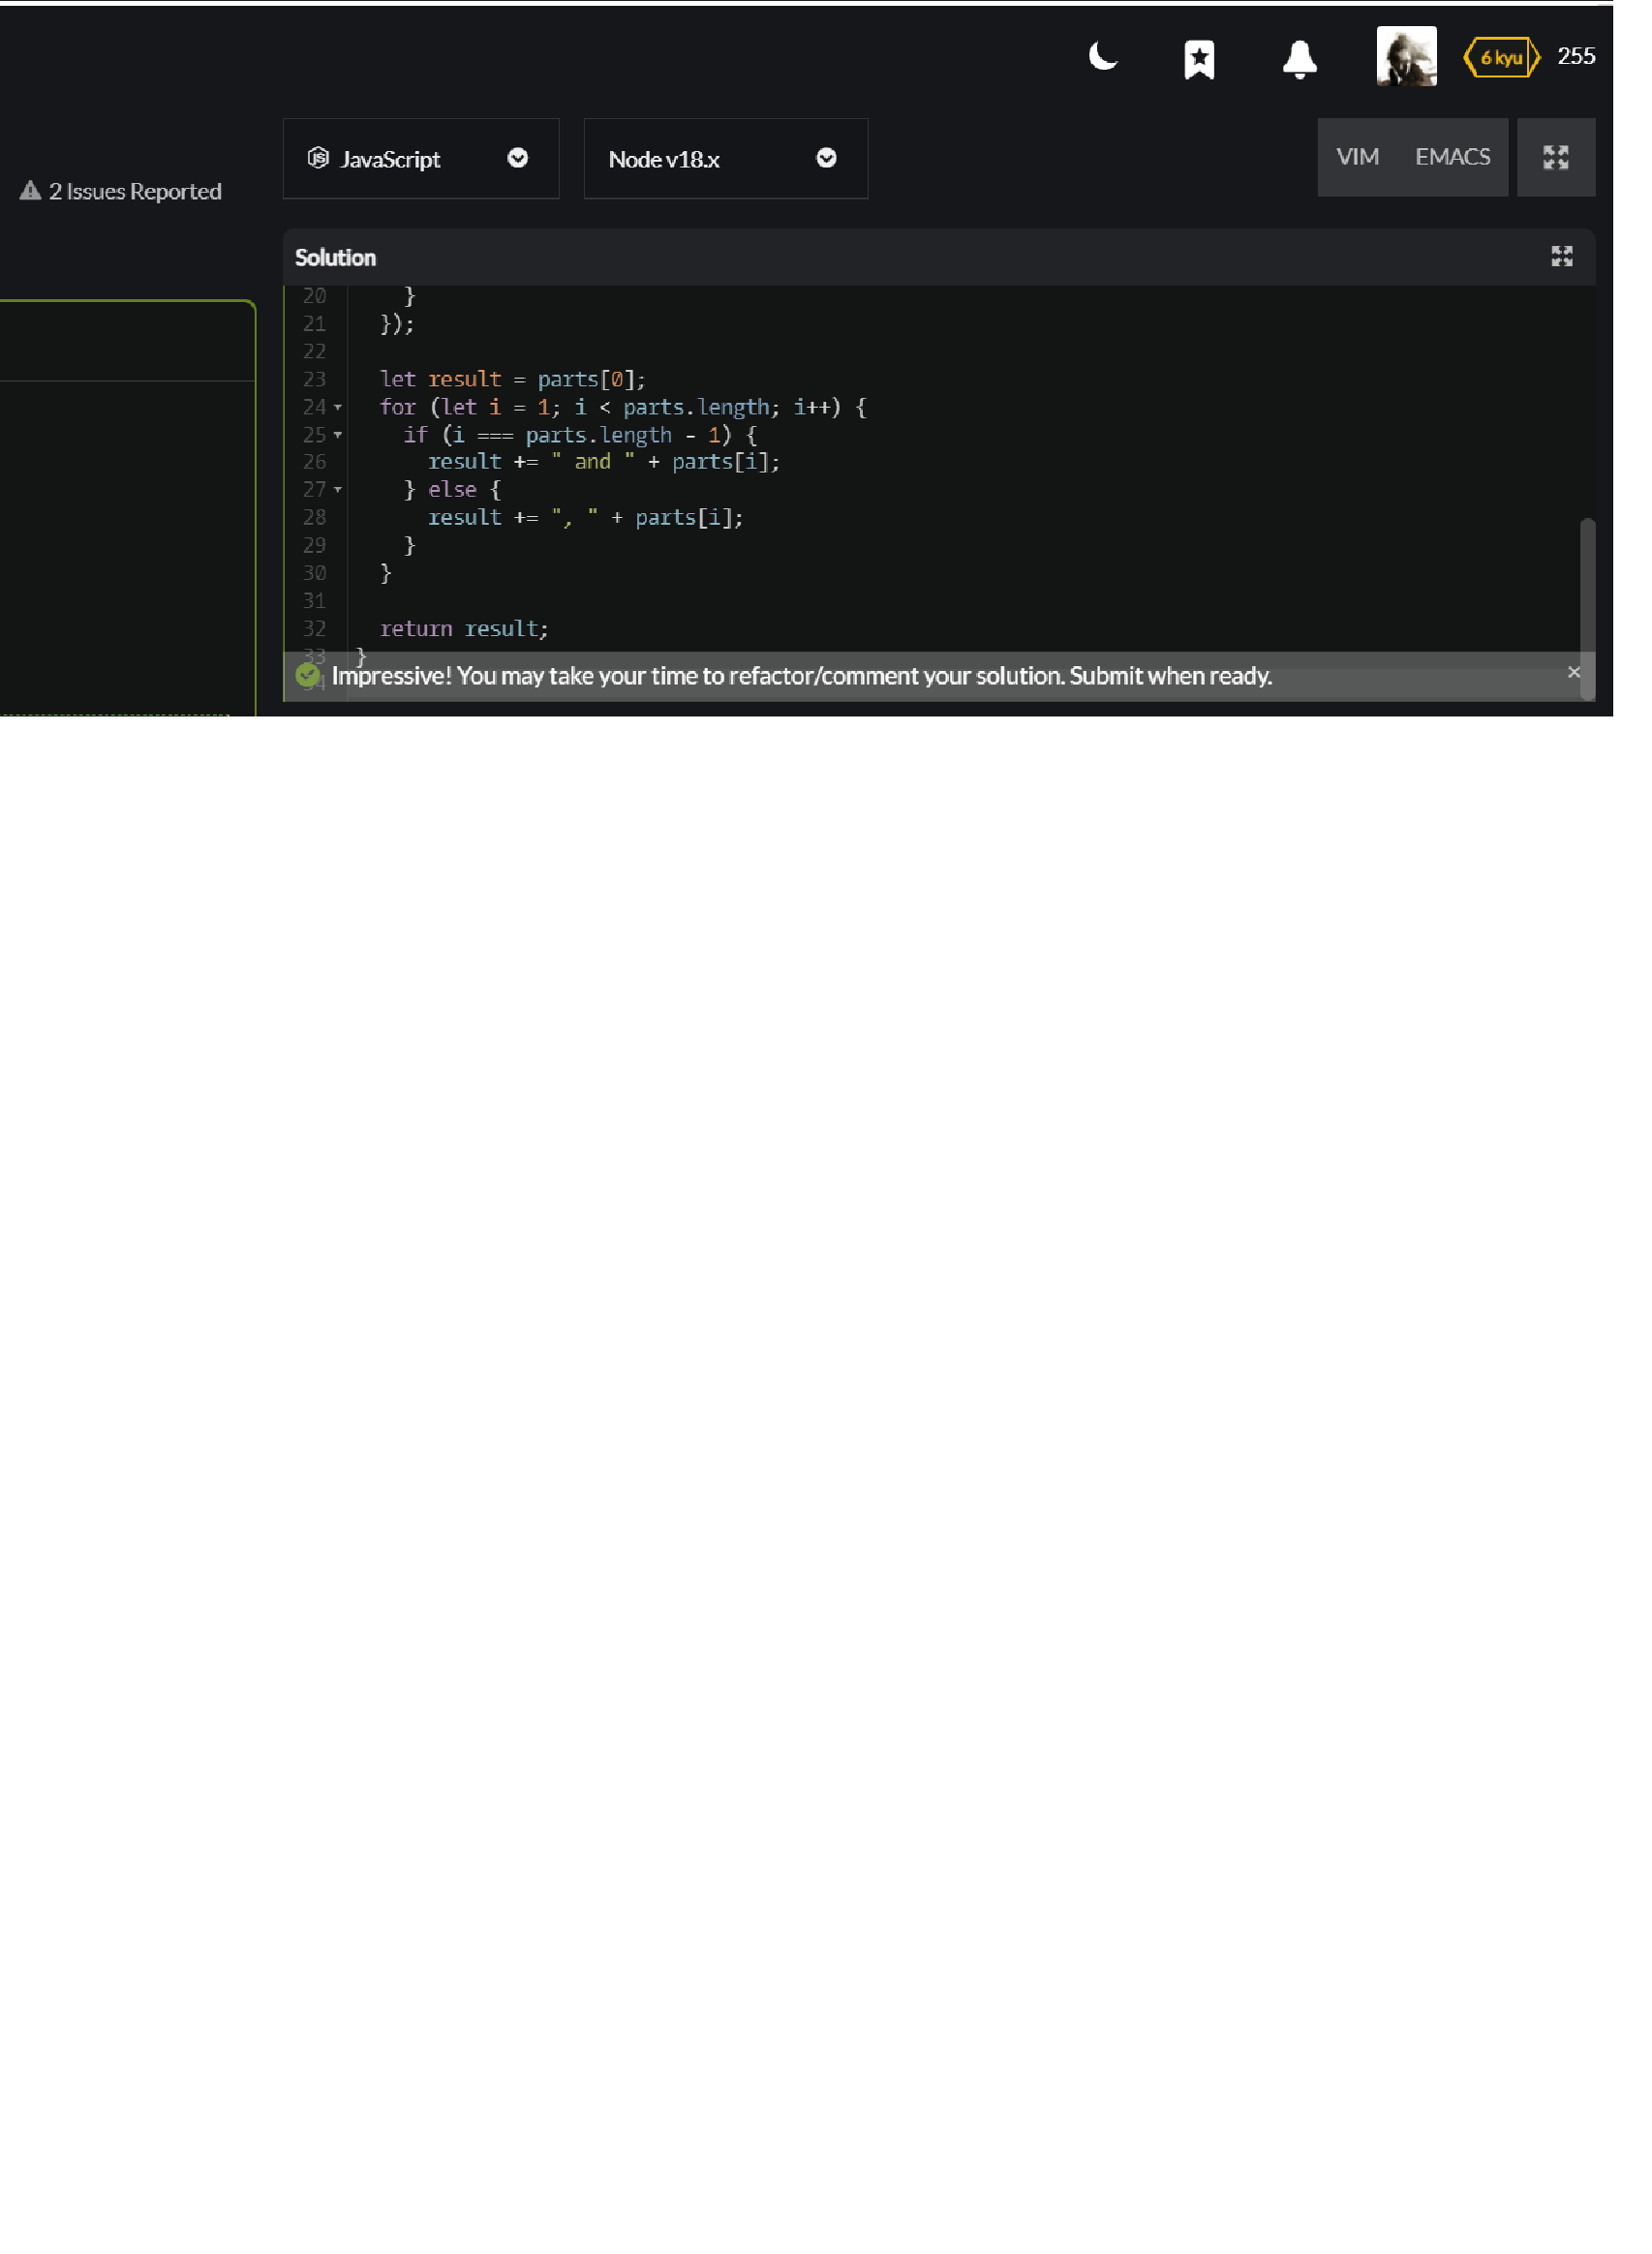 6 kyu 255
JavaScript Node v18.x VIM EMACS
2 Issues Reported
Solution
20 }
21 });
22
23 let result = parts[0];
24 for (let i = 1; i < parts.length; i++) {
25 if (i === parts.length - 1) {
26 result += " and " + parts[i];
27 } else {
28 result += ", " + parts[i];
29 }
30 }
31
32 return result;
33 }
34
Impressive! You may take your time to refactor/comment your solution. Submit when ready. ×